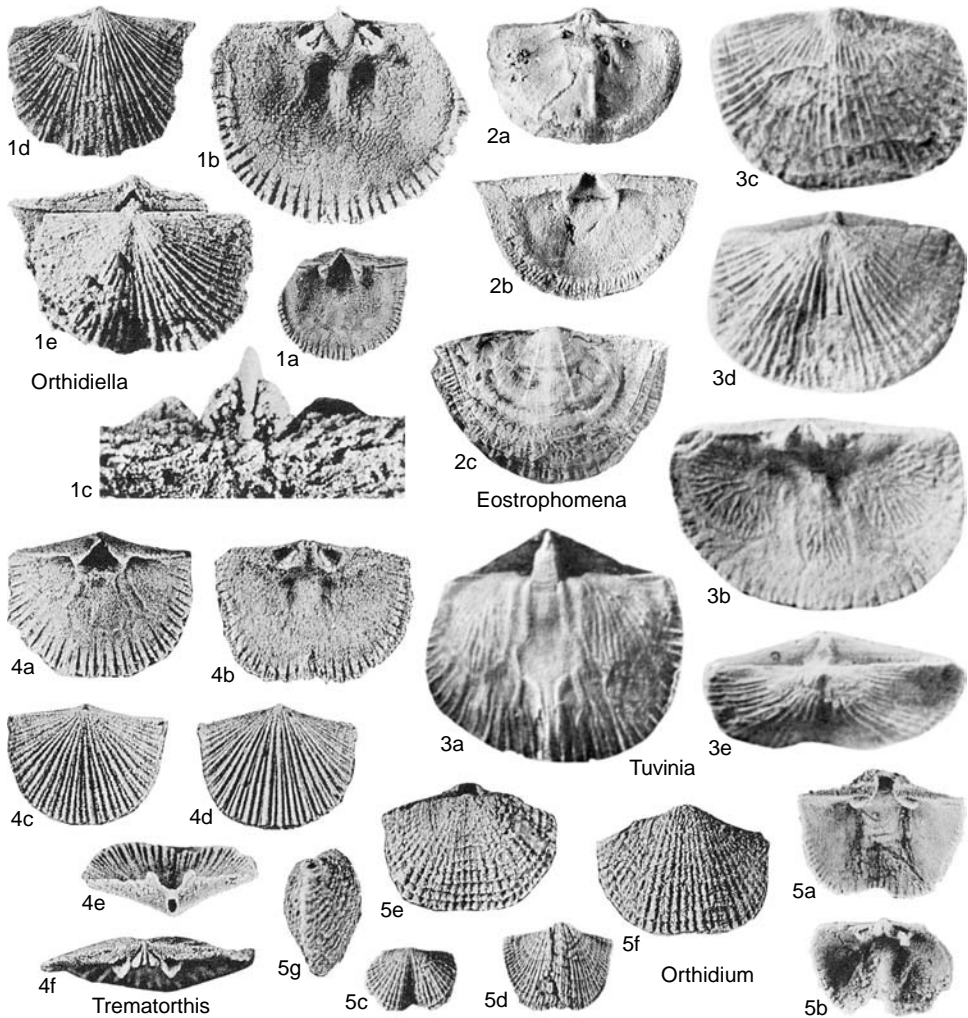 1d
1b
2a
3c
1e
1a
2b
Orthidiella
3d
1c
2c
Eostrophomena
3b
4a
4b
3a
3e
Tuvinia
4c
4d
5a
4e
5e
5f
5g
4f
5c
5d
Orthidium
5b
Trematorthis